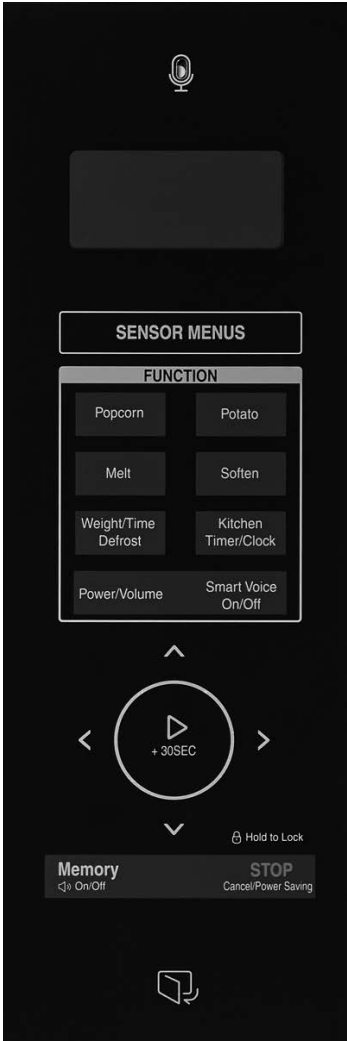 SENSOR MENUS
FUNCTION
Popcorn
Potato
Melt
Soften
Weight/Time
Defrost
Kitchen
Timer/Clock
Power/Volume
Smart Voice
On/Off
+ 30SEC
Hold to Lock
Memory
On/Off
STOP
Cancel/Power Saving